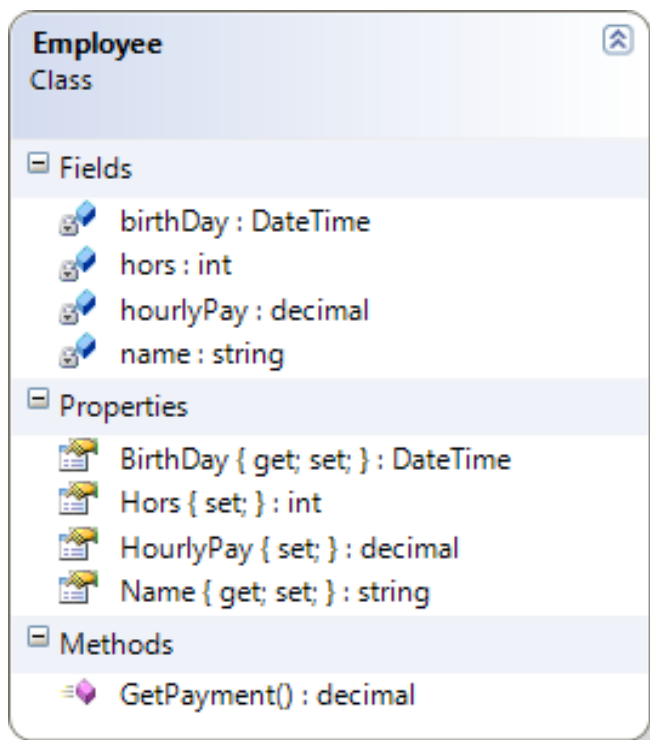 Employee
Class
Fields
birthDay : DateTime
hors : int
hourlyPay : decimal
name : string
Properties
BirthDay { get; set; } : DateTime
Hors { set; } : int
HourlyPay { set; } : decimal
Name { get; set; } : string
Methods
GetPayment() : decimal